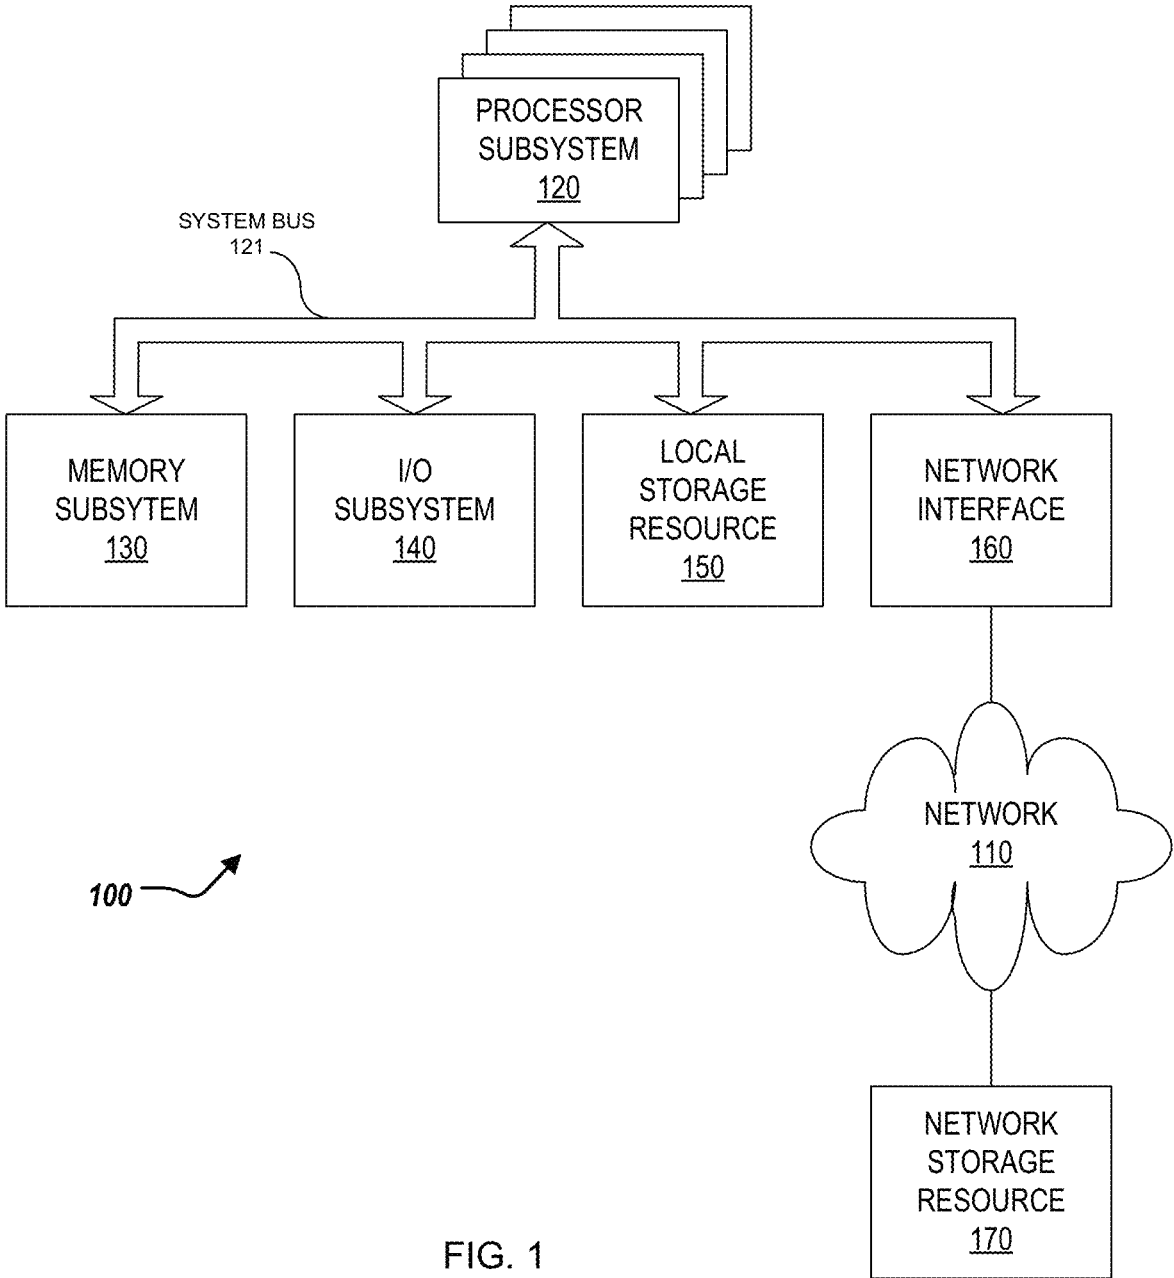 PROCESSOR
SUBSYSTEM
120
SYSTEM BUS
121
MEMORY
SUBSYTEM
130
I/O
SUBSYSTEM
140
LOCAL
STORAGE
RESOURCE
150
NETWORK
INTERFACE
160
NETWORK
110
100
NETWORK
STORAGE
RESOURCE
170
FIG. 1